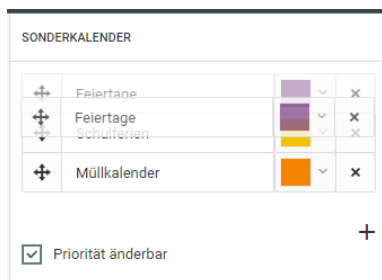 SONDERKALENDER
Feiertage
Feiertage
Schulferien
Müllkalender
Priorität änderbar